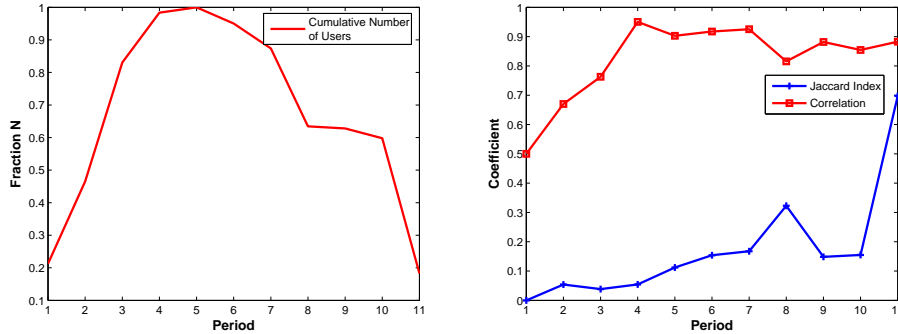 1
0.9
0.8
0.7
0.6
0.5
0.4
0.3
0.2
0.1
Fraction N
Cumulative Number
of Users
1 2 3 4 5 6 7 8 9 10 11
Period
1
0.9
0.8
0.7
0.6
0.5
0.4
0.3
0.2
0.1
0
Coefficient
Jaccard Index
Correlation
1 2 3 4 5 6 7 8 9 10 1
Period